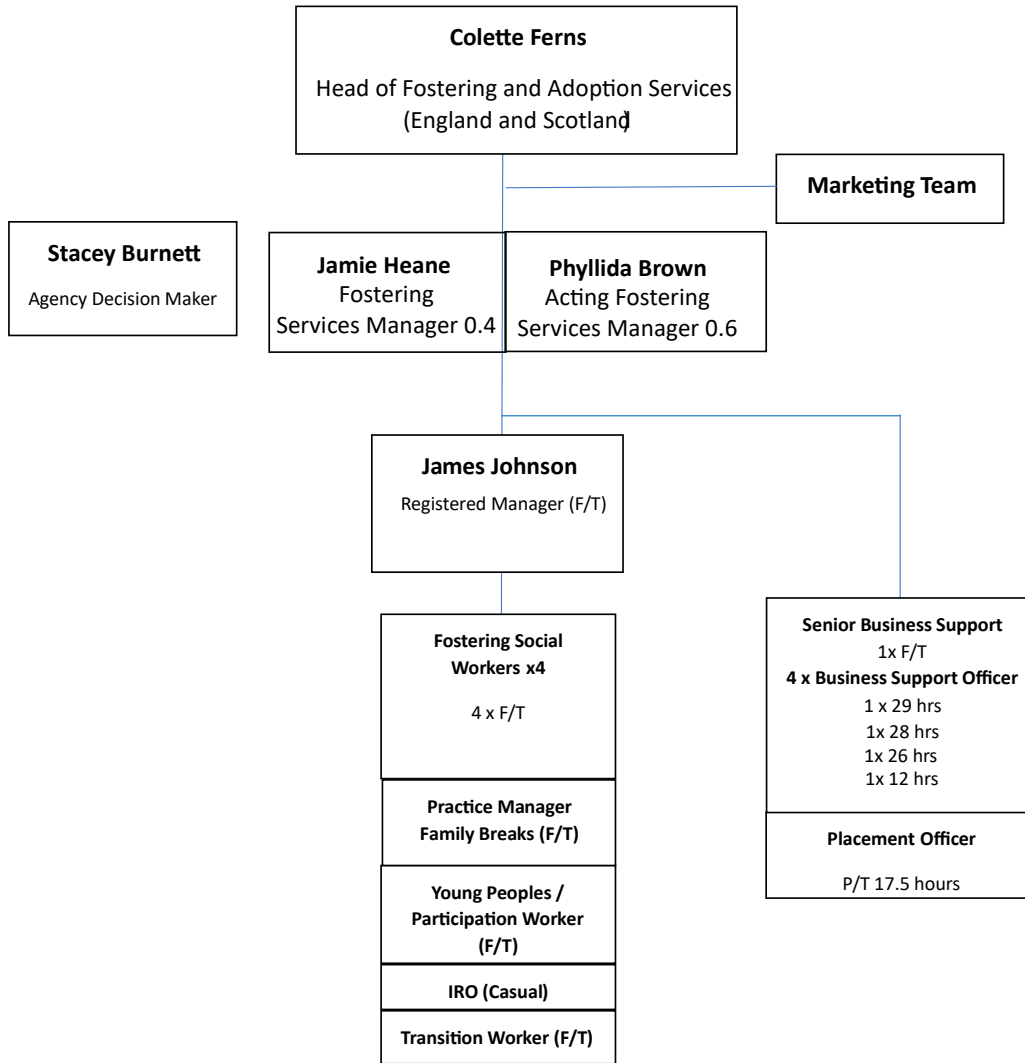 Colette Ferns
Head of Fostering and Adoption Services
(England and Scotland)
Marketing Team
Stacey Burnett
Agency Decision Maker
Jamie Heane
Fostering
Services Manager 0.4
Phyllida Brown
Acting Fostering
Services Manager 0.6
James Johnson
Registered Manager (F/T)
Fostering Social
Workers x4
4 x F/T
Practice Manager
Family Breaks (F/T)
Young Peoples /
Participation Worker
(F/T)
IRO (Casual)
Transition Worker (F/T)
Senior Business Support
1x F/T
4 x Business Support Officer
1 x 29 hrs
1x 28 hrs
1x 26 hrs
1x 12 hrs
Placement Officer
P/T 17.5 hours